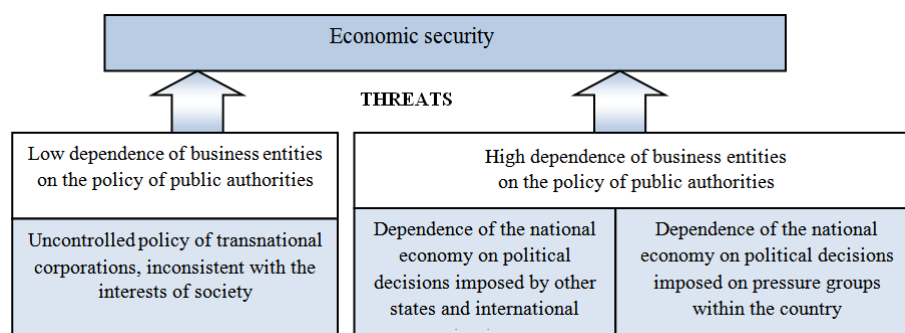 Economic security
THREATS
Low dependence of business entities
on the policy of public authorities
High dependence of business entities
on the policy of public authorities
Uncontrolled policy of transnational
corporations, inconsistent with the
interests of society
Dependence of the national
economy on political
decisions imposed by other
states and international
Dependence of the national
economy on political decisions
imposed on pressure groups
within the country